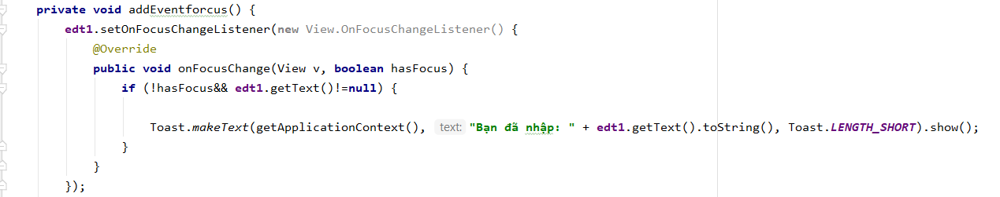 private void addEventforcus() {
edt1.setOnFocusChangeListener(new View.OnFocusChangeListener() {
@Override
public void onFocusChange(View v, boolean hasFocus) {
if (!hasFocus&& edt1.getText()!=null) {
Toast.makeText(getApplicationContext(), text: "Bạn đã nhập: " + edt1.getText().toString(), Toast.LENGTH_SHORT).show();
}
}
});